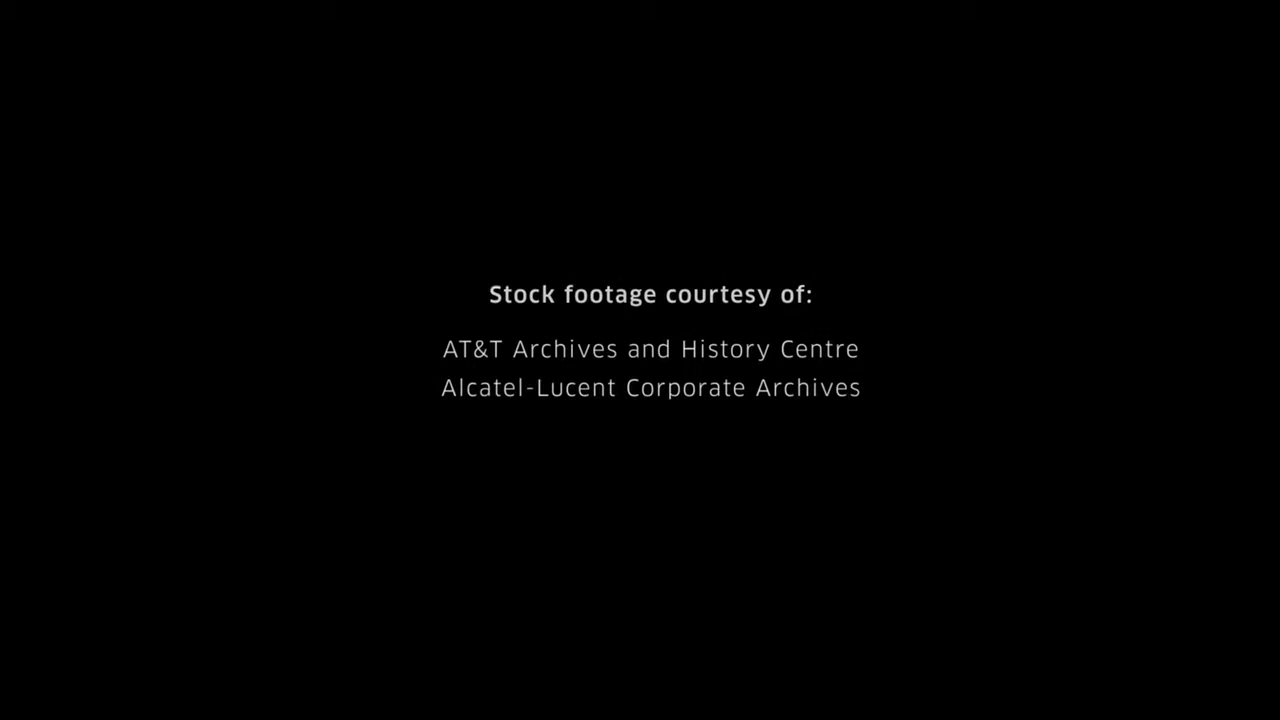 Stock footage courtesy of:
AT&T Archives and History Centre
Alcatel-Lucent Corporate Archives